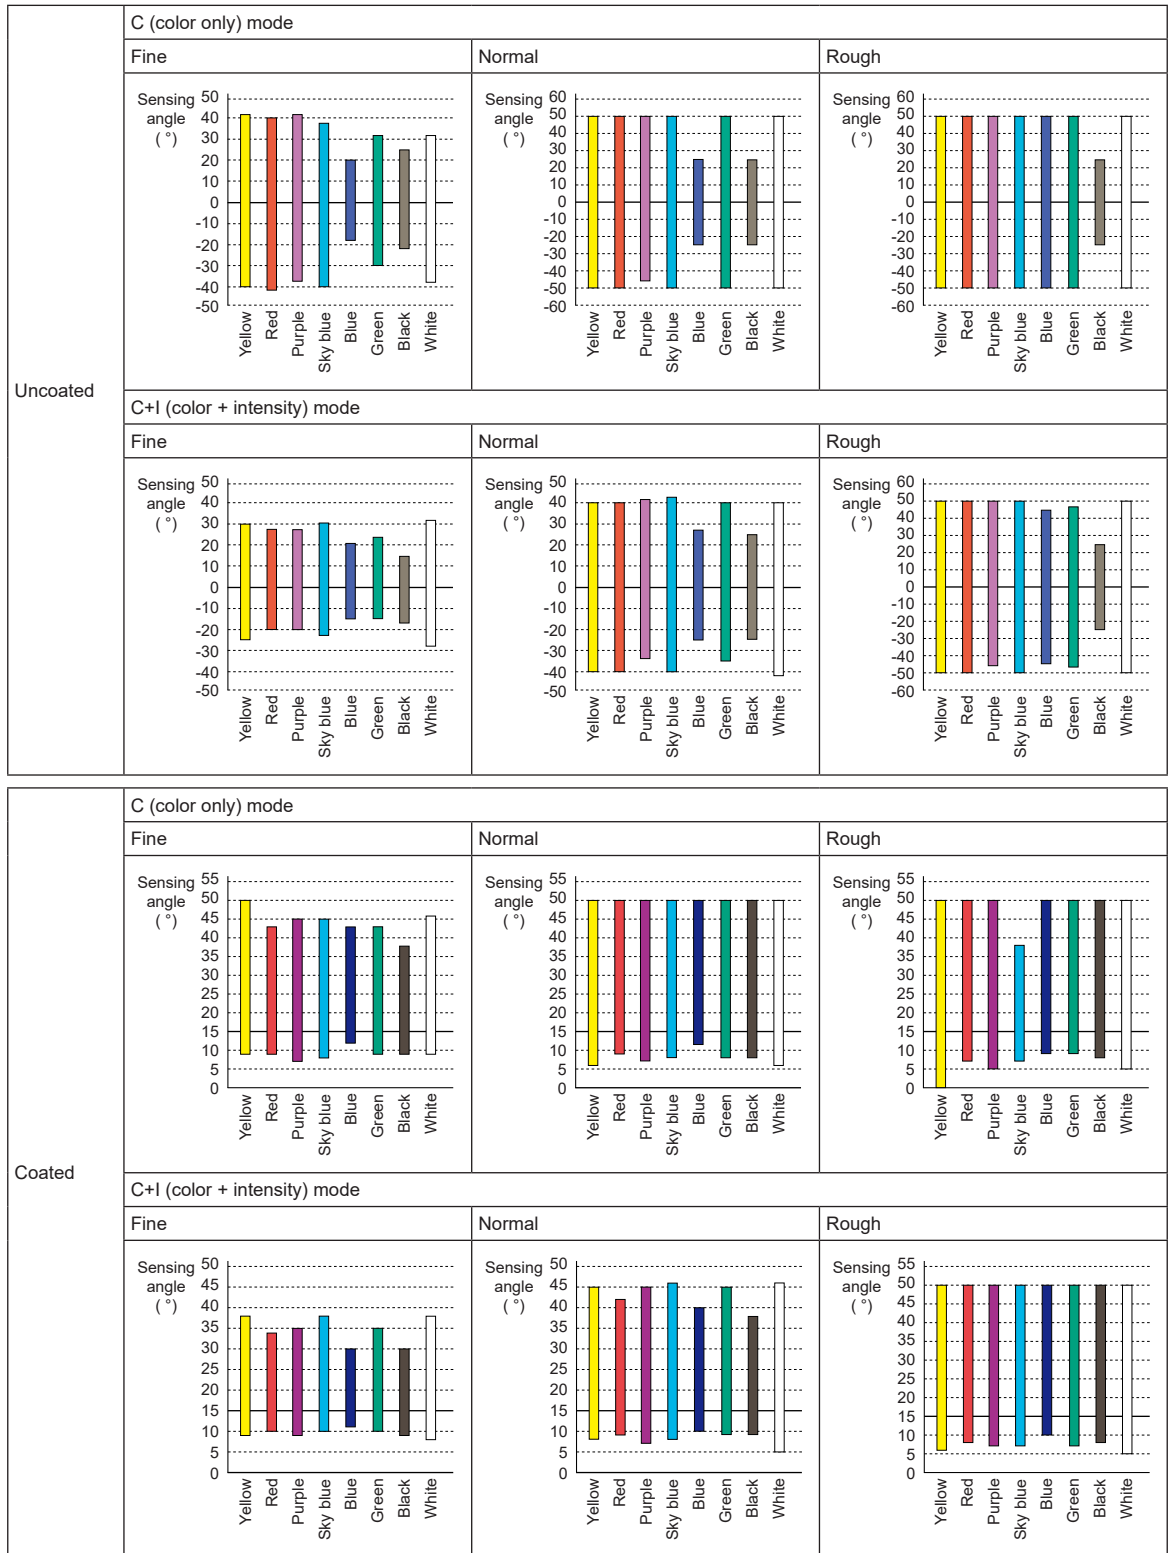 Uncoated
C (color only) mode
Fine
Normal
Rough
Sensing angle ( °)
50
40
30
20
10
0
-10
-20
-30
-40
-50
Yellow
Red
Purple
Sky blue
Blue
Green
Black
White
Sensing angle ( °)
60
50
40
30
20
10
0
-10
-20
-30
-40
-50
-60
Yellow
Red
Purple
Sky blue
Blue
Green
Black
White
Sensing angle ( °)
60
50
40
30
20
10
0
-10
-20
-30
-40
-50
-60
Yellow
Red
Purple
Sky blue
Blue
Green
Black
White
C+I (color + intensity) mode
Fine
Normal
Rough
Sensing angle ( °)
50
40
30
20
10
0
-10
-20
-30
-40
-50
Yellow
Red
Purple
Sky blue
Blue
Green
Black
White
Sensing angle ( °)
50
40
30
20
10
0
-10
-20
-30
-40
-50
Yellow
Red
Purple
Sky blue
Blue
Green
Black
White
Sensing angle ( °)
60
50
40
30
20
10
0
-10
-20
-30
-40
-50
-60
Yellow
Red
Purple
Sky blue
Blue
Green
Black
White
Coated
C (color only) mode
Fine
Normal
Rough
Sensing angle ( °)
55
50
45
40
35
30
25
20
15
10
5
0
Yellow
Red
Purple
Sky blue
Blue
Green
Black
White
Sensing angle ( °)
55
50
45
40
35
30
25
20
15
10
5
0
Yellow
Red
Purple
Sky blue
Blue
Green
Black
White
Sensing angle ( °)
55
50
45
40
35
30
25
20
15
10
5
0
Yellow
Red
Purple
Sky blue
Blue
Green
Black
White
C+I (color + intensity) mode
Fine
Normal
Rough
Sensing angle ( °)
50
45
40
35
30
25
20
15
10
5
0
Yellow
Red
Purple
Sky blue
Blue
Green
Black
White
Sensing angle ( °)
50
45
40
35
30
25
20
15
10
5
0
Yellow
Red
Purple
Sky blue
Blue
Green
Black
White
Sensing angle ( °)
55
50
45
40
35
30
25
20
15
10
5
0
Yellow
Red
Purple
Sky blue
Blue
Green
Black
White